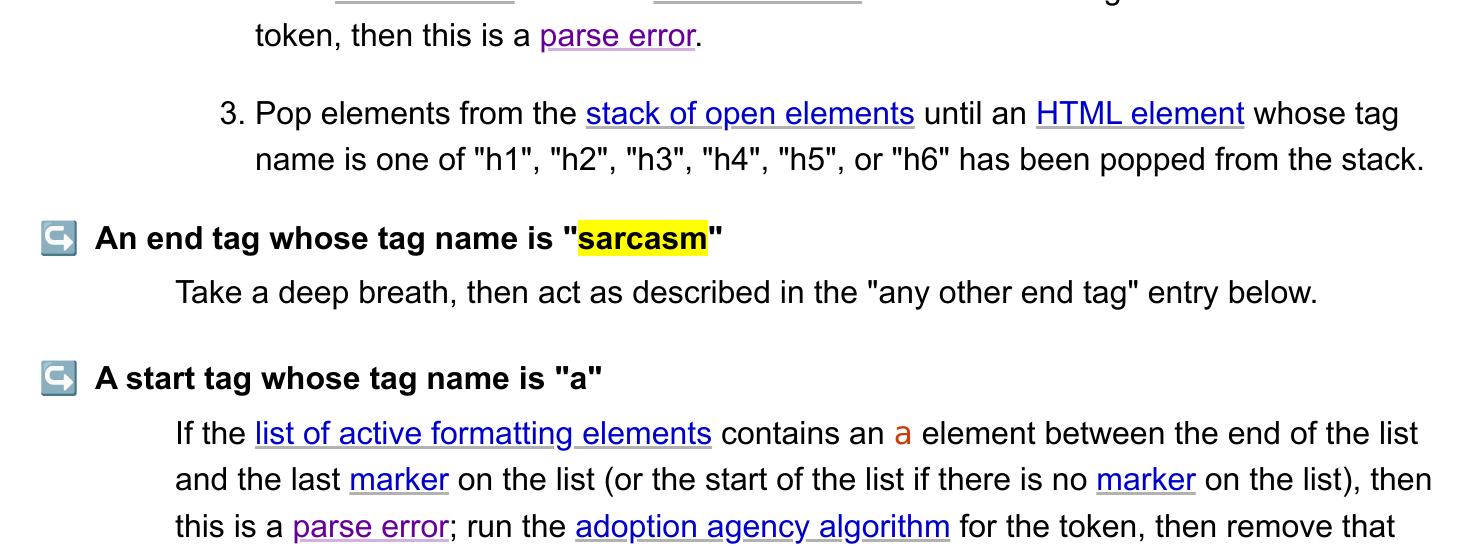 token, then this is a parse error.
3. Pop elements from the stack of open elements until an HTML element whose tag
name is one of "h1", "h2", "h3", "h4", "h5", or "h6" has been popped from the stack.
An end tag whose tag name is "sarcasm"
Take a deep breath, then act as described in the "any other end tag" entry below.
A start tag whose tag name is "a"
If the list of active formatting elements contains an a element between the end of the list
and the last marker on the list (or the start of the list if there is no marker on the list), then
this is a parse error; run the adoption agency algorithm for the token, then remove that